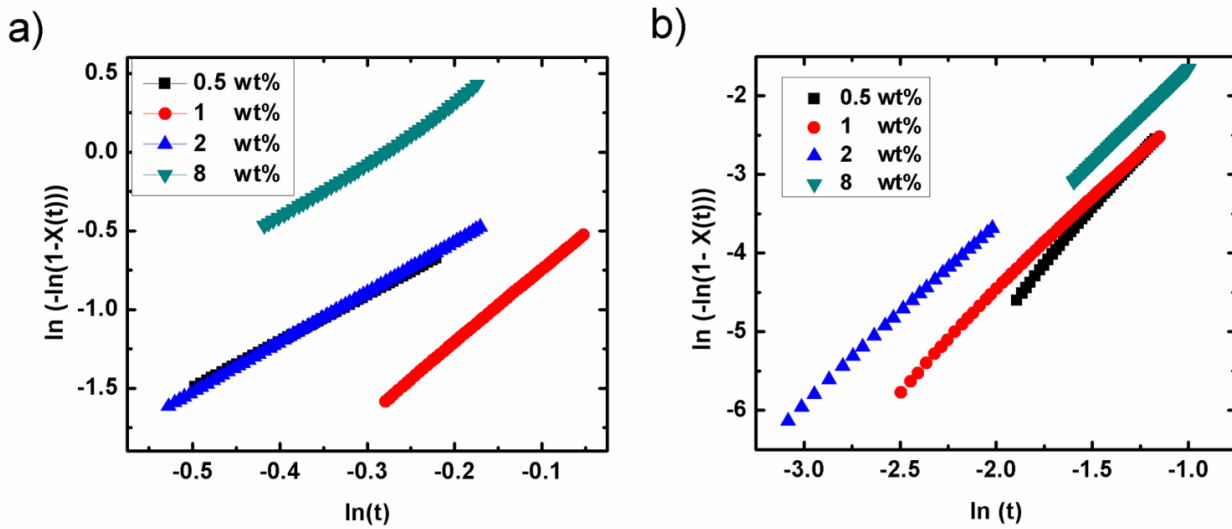 a)
0.5 wt%
1 wt%
2 wt%
8 wt%
0.5
0.0
-0.5
-1.0
-1.5
ln (-ln(1-X(t)))
-0.5 -0.4 -0.3 -0.2 -0.1
ln(t)
b)
0.5 wt%
1 wt%
2 wt%
8 wt%
-2
-3
-4
-5
-6
ln (-ln(1- X(t)))
-3.0 -2.5 -2.0 -1.5 -1.0
ln (t)